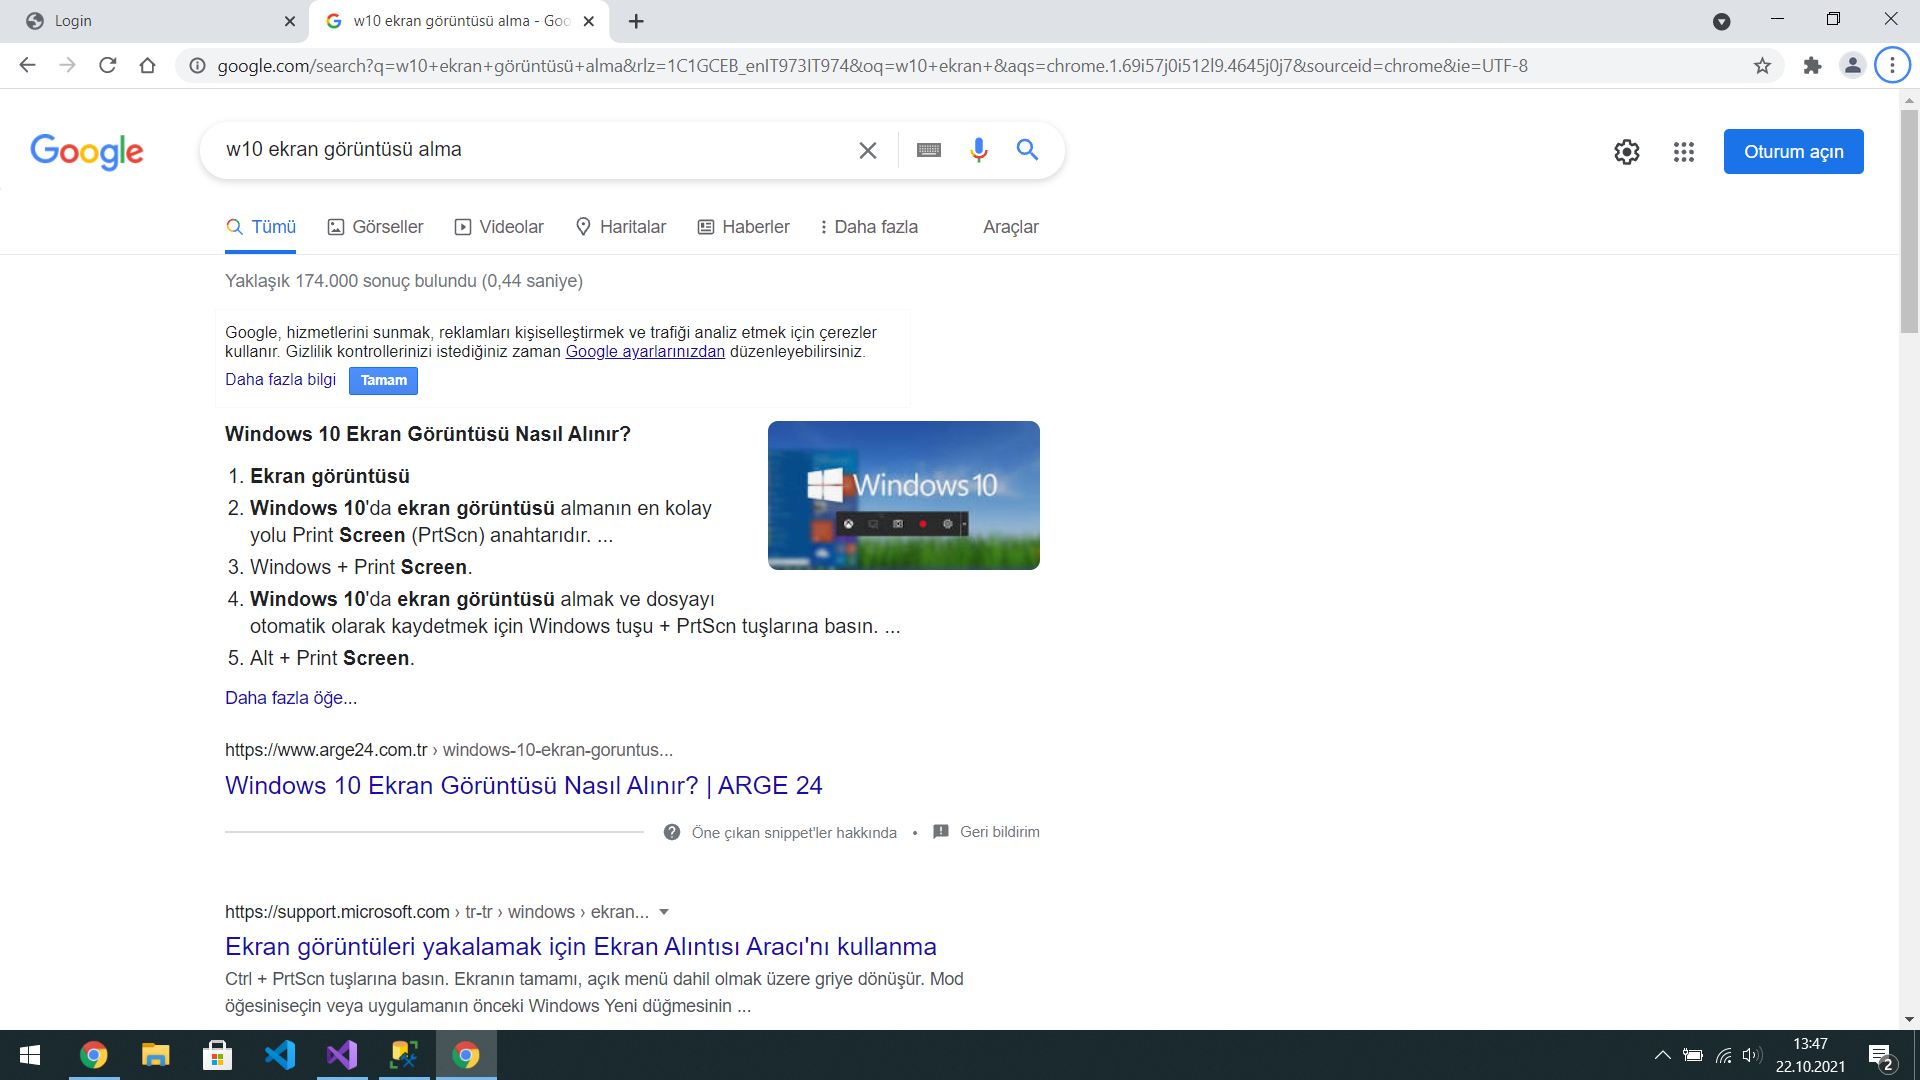 Login
w10 ekran görüntüsü alma - Goo
google.com/search?q=w10+ekran+görüntüsü+alma&rlz=1C1GCEB_enIT973IT974&oq=w10+ekran+&aqs=chrome.1.69i57j0i512l9.4645j0j7&sourceid=chrome&ie=UTF-8
Google
w10 ekran görüntüsü alma
Oturum açın
Tümü Görseller Videolar Haritalar Haberler Daha fazla Araçlar
Yaklaşık 174.000 sonuç bulundu (0,44 saniye)
Google, hizmetlerini sunmak, reklamları kişiselleştirmek ve trafiği analiz etmek için çerezler
kullanır. Gizlilik kontrollerinizi istediğiniz zaman Google ayarlarınızdan düzenleyebilirsiniz.
Daha fazla bilgi Tamam
Windows 10 Ekran Görüntüsü Nasıl Alınır?
1. Ekran görüntüsü
Windows 10
2. Windows 10'da ekran görüntüsü almanın en kolay
yolu Print Screen (PrtScn) anahtarıdır. ...
3. Windows + Print Screen.
4. Windows 10'da ekran görüntüsü almak ve dosyayı
otomatik olarak kaydetmek için Windows tuşu + PrtScn tuşlarına basın. ...
5. Alt + Print Screen.
Daha fazla öğe...
https://www.arge24.com.tr › windows-10-ekran-goruntus...
Windows 10 Ekran Görüntüsü Nasıl Alınır? | ARGE 24
Öne çıkan snippet'ler hakkında • Geri bildirim
https://support.microsoft.com › tr-tr › windows › ekran...
Ekran görüntüleri yakalamak için Ekran Alıntısı Aracı'nı kullanma
Ctrl + PrtScn tuşlarına basın. Ekranın tamamı, açık menü dahil olmak üzere griye dönüşür. Mod
öğesiniseçin veya uygulamanın önceki Windows Yeni düğmesinin ...
13:47
22.10.2021
2